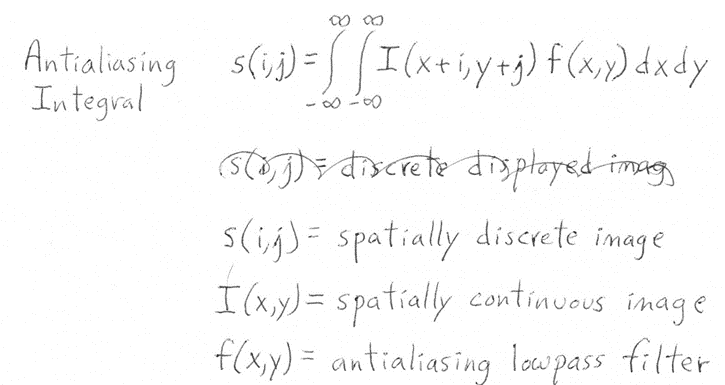 Antialiasing
Integral
s(i,j) = ∫_{-∞}^{∞} ∫_{-∞}^{∞} I(x+i, y+j) f(x,y) dx dy
s(i,j) = discrete displayed imag
s(i,j) = spatially discrete image
I(x,y) = spatially continuous image
f(x,y) = antialiasing lowpass filter